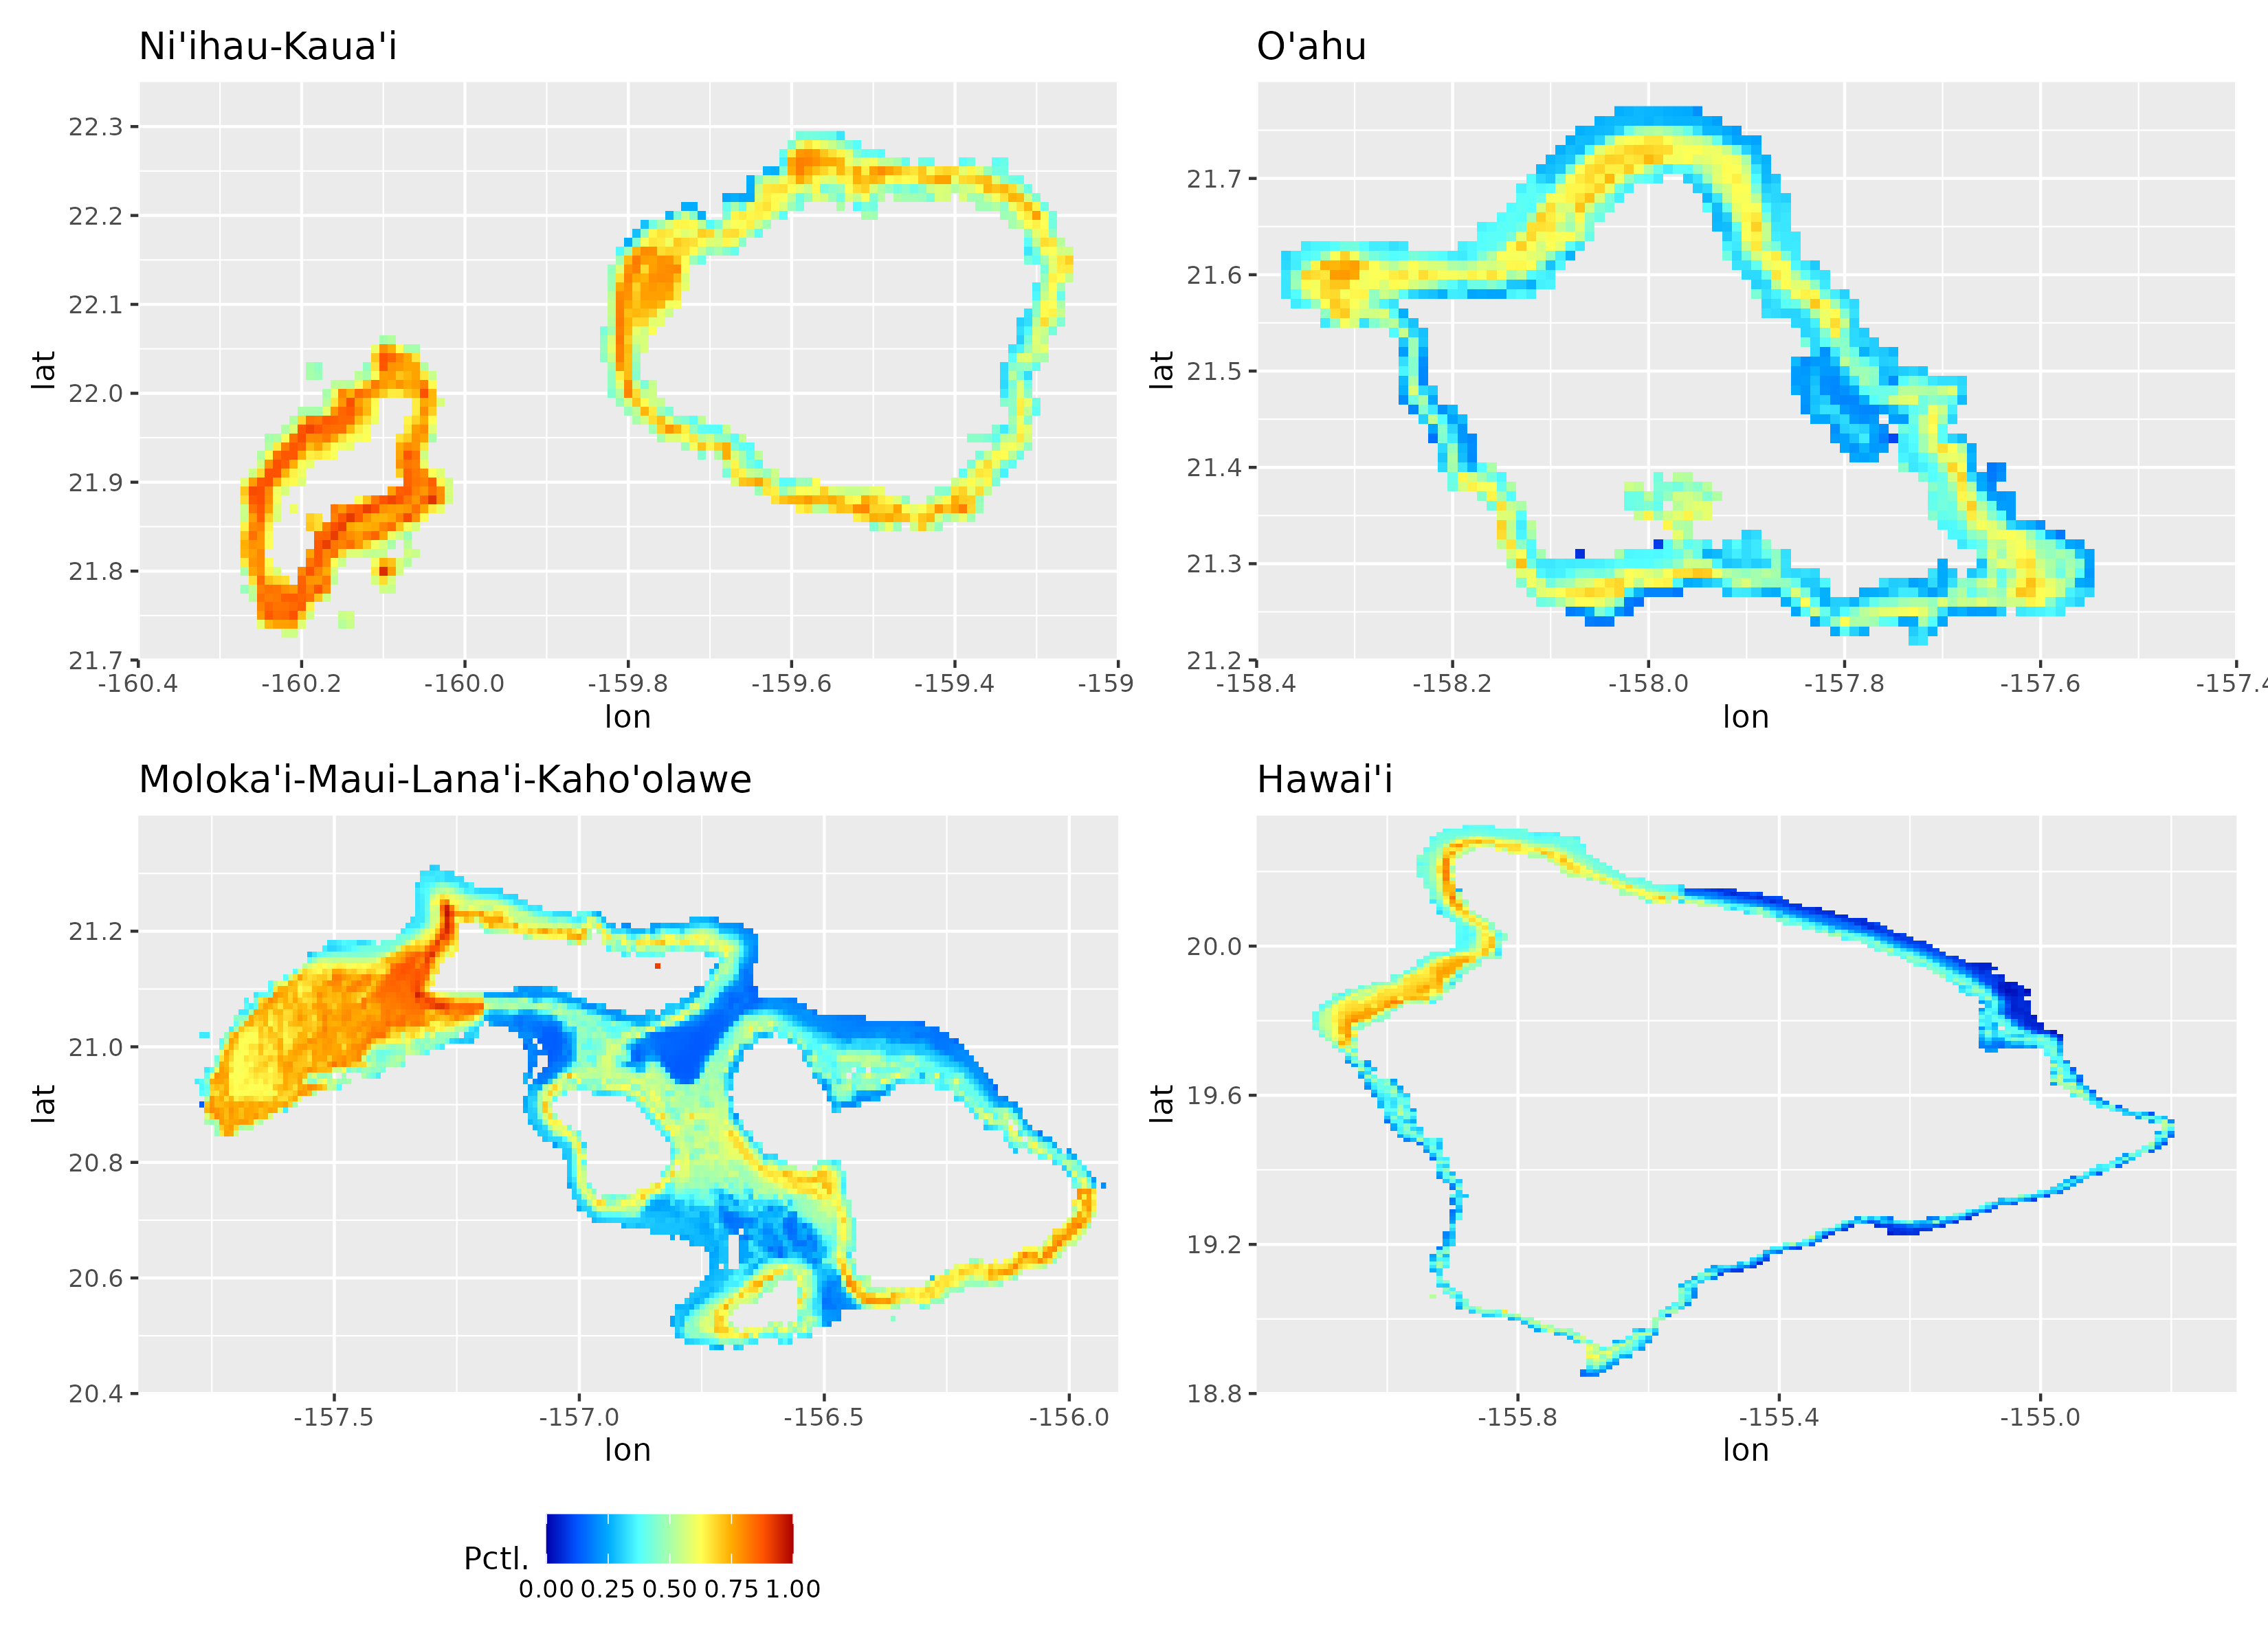 Ni'ihau-Kaua'i
22.3
22.2
22.1
22.0
21.9
21.8
21.7
lat
-160.4 -160.2 -160.0 -159.8 -159.6 -159.4 -159
lon
O'ahu
21.7
21.6
21.5
21.4
21.3
21.2
lat
-158.4 -158.2 -158.0 -157.8 -157.6 -157.4
lon
Moloka'i-Maui-Lana'i-Kaho'olawe
21.2
21.0
20.8
20.6
20.4
lat
-157.5 -157.0 -156.5 -156.0
lon
Hawai'i
20.0
19.6
19.2
18.8
lat
-155.8 -155.4 -155.0
lon
Pctl.
0.00 0.25 0.50 0.75 1.00